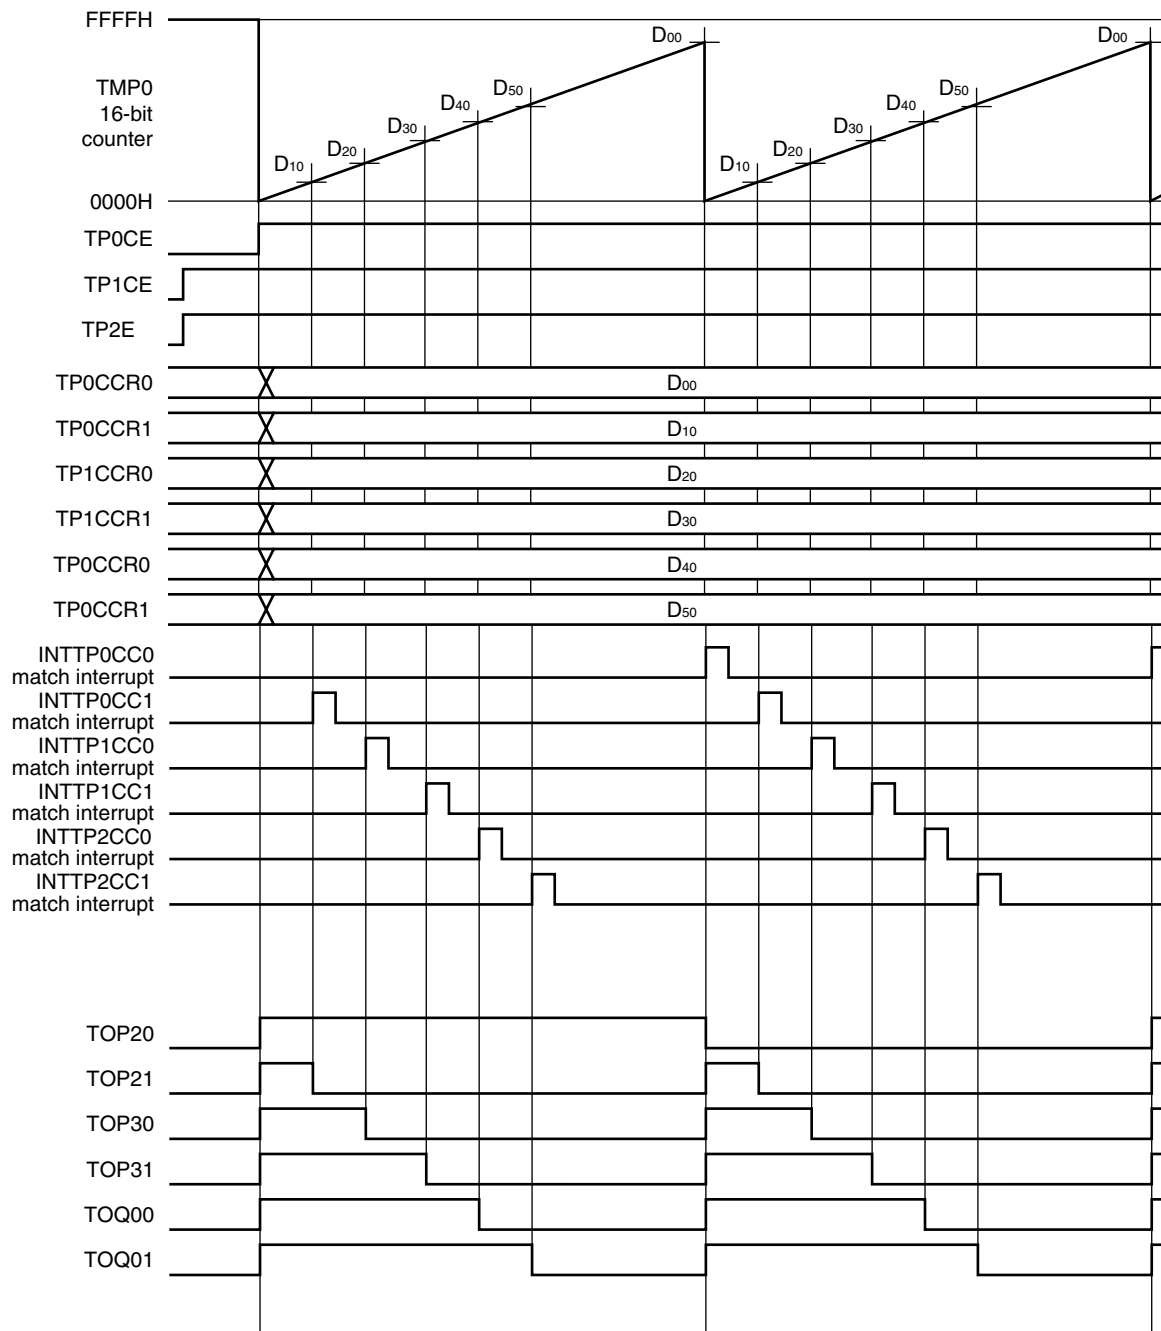 FFFFH
D00
D00
TMP0
16-bit
counter
D50
D50
D40
D40
D30
D30
D20
D20
D10
D10
0000H
TP0CE
TP1CE
TP2E
TP0CCR0
D00
TP0CCR1
D10
TP1CCR0
D20
TP1CCR1
D30
TP0CCR0
D40
TP0CCR1
D50
INTTP0CC0
match interrupt
INTTP0CC1
match interrupt
INTTP1CC0
match interrupt
INTTP1CC1
match interrupt
INTTP2CC0
match interrupt
INTTP2CC1
match interrupt
TOP20
TOP21
TOP30
TOP31
TOQ00
TOQ01